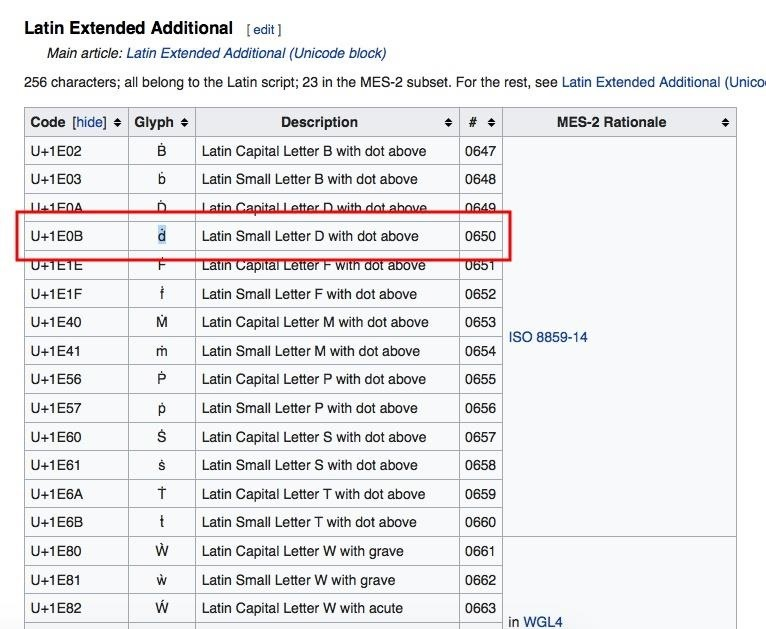 Latin Extended Additional [ edit ]
Main article: Latin Extended Additional (Unicode block)
256 characters; all belong to the Latin script; 23 in the MES-2 subset. For the rest, see Latin Extended Additional (Unico
Code [hide] Glyph Description # MES-2 Rationale
U+1E02 Ḃ Latin Capital Letter B with dot above 0647
U+1E03 ḃ Latin Small Letter B with dot above 0648
U+1E0A Ḋ Latin Capital Letter D with dot above 0649
U+1E0B ḋ Latin Small Letter D with dot above 0650
U+1E1E Ḟ Latin Capital Letter F with dot above 0651
U+1E1F ḟ Latin Small Letter F with dot above 0652
U+1E40 Ṁ Latin Capital Letter M with dot above 0653
ISO 8859-14
U+1E41 ṁ Latin Small Letter M with dot above 0654
U+1E56 Ṗ Latin Capital Letter P with dot above 0655
U+1E57 ṗ Latin Small Letter P with dot above 0656
U+1E60 Ṡ Latin Capital Letter S with dot above 0657
U+1E61 ṡ Latin Small Letter S with dot above 0658
U+1E6A Ṫ Latin Capital Letter T with dot above 0659
U+1E6B ṫ Latin Small Letter T with dot above 0660
U+1E80 Ẁ Latin Capital Letter W with grave 0661
U+1E81 ẁ Latin Small Letter W with grave 0662
U+1E82 Ẃ Latin Capital Letter W with acute 0663
in WGL4